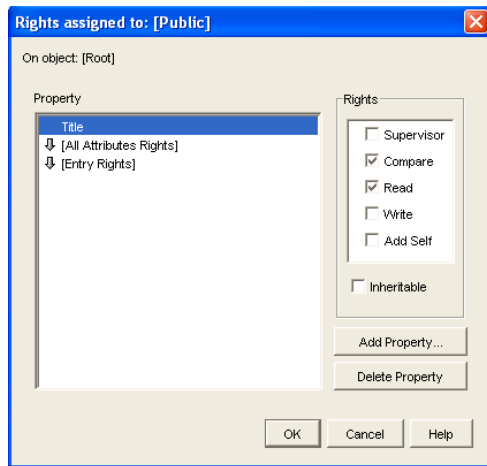 Rights assigned to: [Public]
On object: [Root]
Property
Rights
Title
[All Attributes Rights]
[Entry Rights]
Supervisor
Compare
Read
Write
Add Self
Inheritable
Add Property...
Delete Property
OK
Cancel
Help